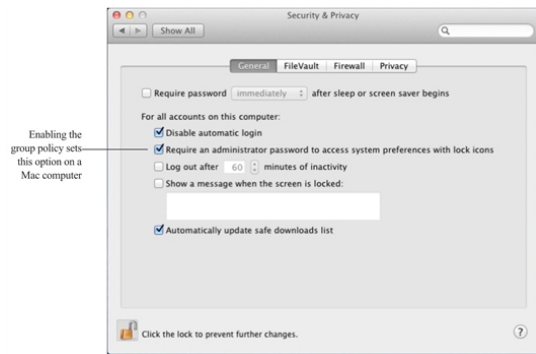 Security & Privacy
Show All
General FileVault Firewall Privacy
Require password immediately after sleep or screen saver begins
For all accounts on this computer:
Disable automatic login
Enabling the
group policy sets
this option on a
Mac computer
Require an administrator password to access system preferences with lock icons
Log out after 60 minutes of inactivity
Show a message when the screen is locked:
Automatically update safe downloads list
Click the lock to prevent further changes.
?